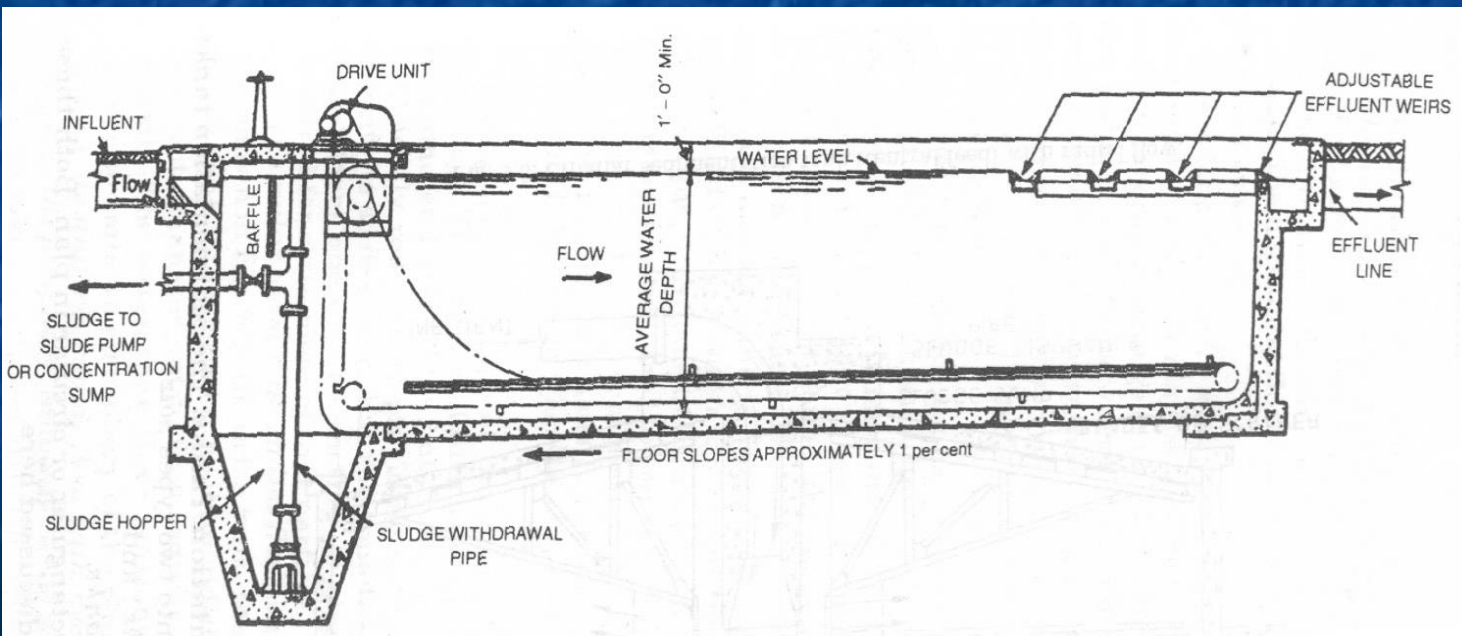 DRIVE UNIT
1' - 0" Min.
ADJUSTABLE
EFFLUENT WEIRS
INFLUENT
WATER LEVEL
Flow
BAFFLE
FLOW
AVERAGE WATER
DEPTH
EFFLUENT
LINE
SLUDGE TO
SLUDE PUMP
OR CONCENTRATION
SUMP
FLOOR SLOPES APPROXIMATELY 1 per cent
SLUDGE HOPPER
SLUDGE WITHDRAWAL
PIPE